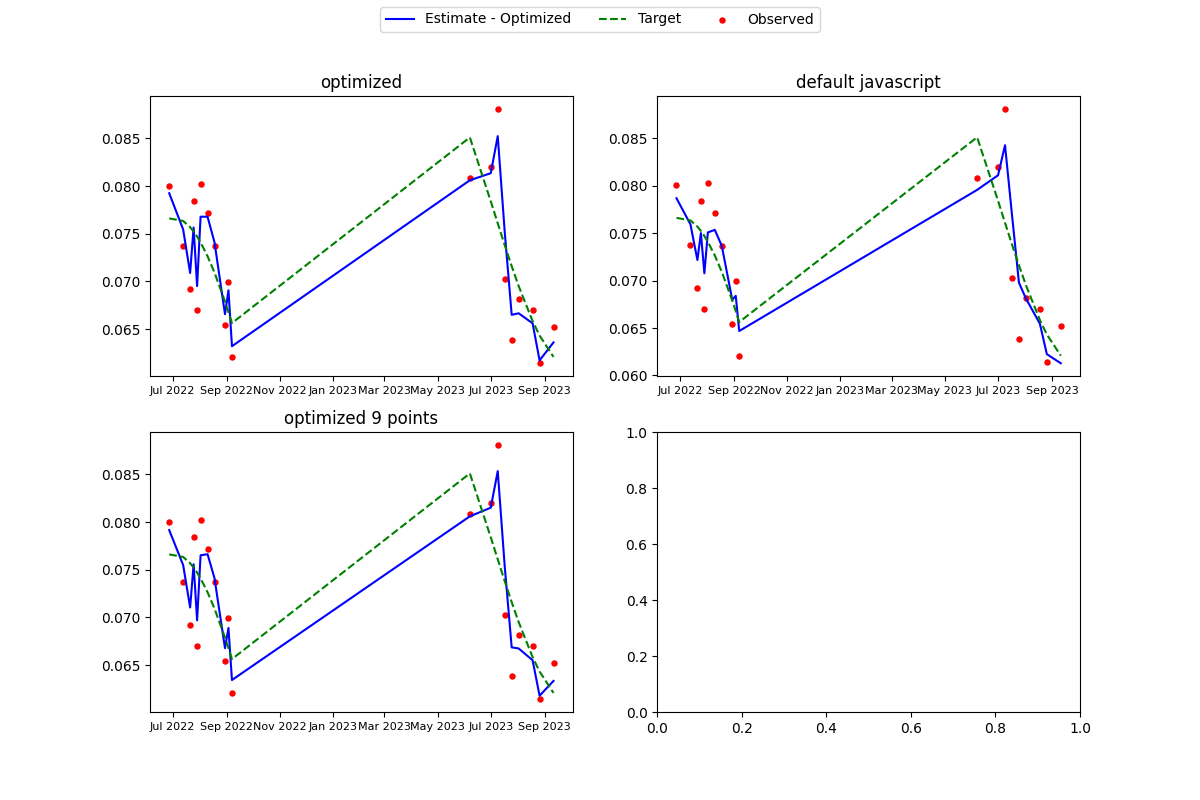 Estimate - Optimized Target Observed
optimized
default javascript
0.085
0.080
0.075
0.070
0.065
Jul 2022 Sep 2022 Nov 2022 Jan 2023 Mar 2023 May 2023 Jul 2023 Sep 2023
0.085
0.080
0.075
0.070
0.065
0.060
Jul 2022 Sep 2022 Nov 2022 Jan 2023 Mar 2023 May 2023 Jul 2023 Sep 2023
optimized 9 points
0.085
0.080
0.075
0.070
0.065
Jul 2022 Sep 2022 Nov 2022 Jan 2023 Mar 2023 May 2023 Jul 2023 Sep 2023
1.0
0.8
0.6
0.4
0.2
0.0
0.0 0.2 0.4 0.6 0.8 1.0